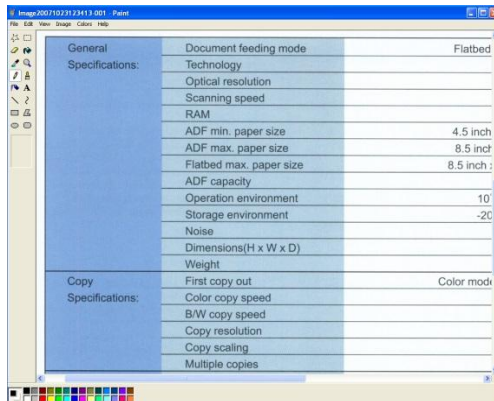 Image20071023123413-001 - Paint
File Edit View Image Colors Help
General Document feeding mode Flatbed
Specifications: Technology
Optical resolution
Scanning speed
RAM
ADF min. paper size 4.5 inch
ADF max. paper size 8.5 inch
Flatbed max. paper size 8.5 inch
ADF capacity
Operation environment 10
Storage environment -20
Noise
Dimensions(H x W x D)
Weight
Copy First copy out Color mode
Specifications: Color copy speed
B/W copy speed
Copy resolution
Copy scaling
Multiple copies